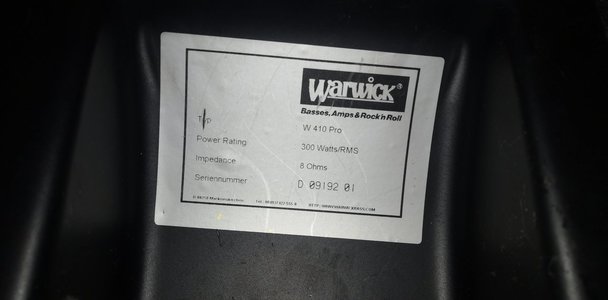 Warwick®
Basses, Amps & Rock'n Roll
Typ W 410 Pro
Power Rating 300 Watts/RMS
Impedance 8 Ohms
Seriennummer D 09192 01